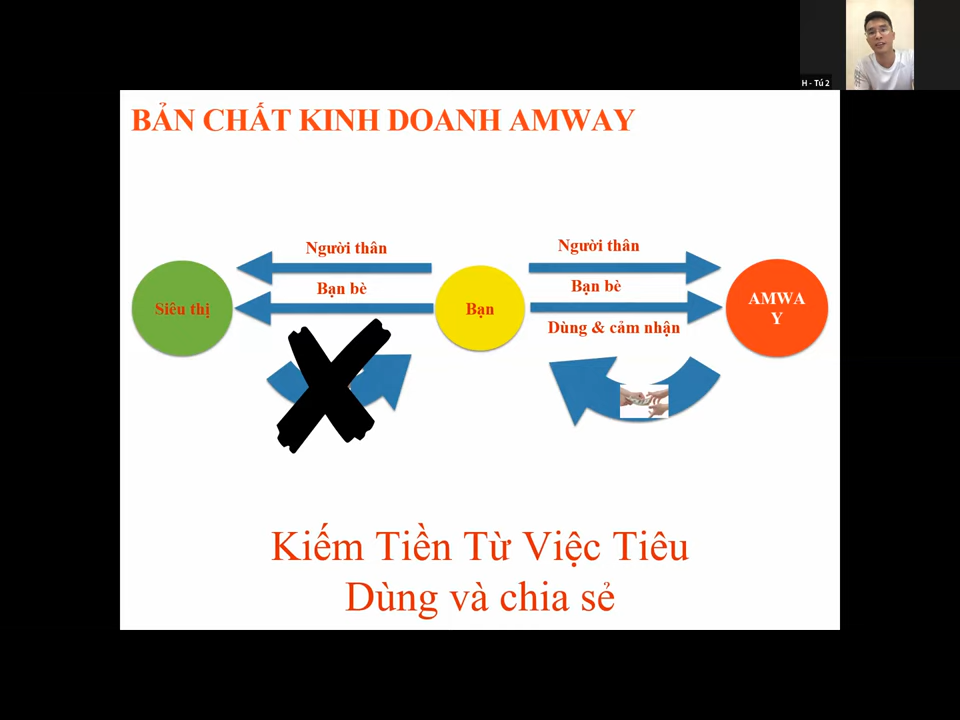 H - Tú 2
BẢN CHẤT KINH DOANH AMWAY
Người thân
Người thân
Bạn bè
Bạn bè
Siêu thị
Bạn
AMWA
Y
Dùng & cảm nhận
Kiếm Tiền Từ Việc Tiêu
Dùng và chia sẻ